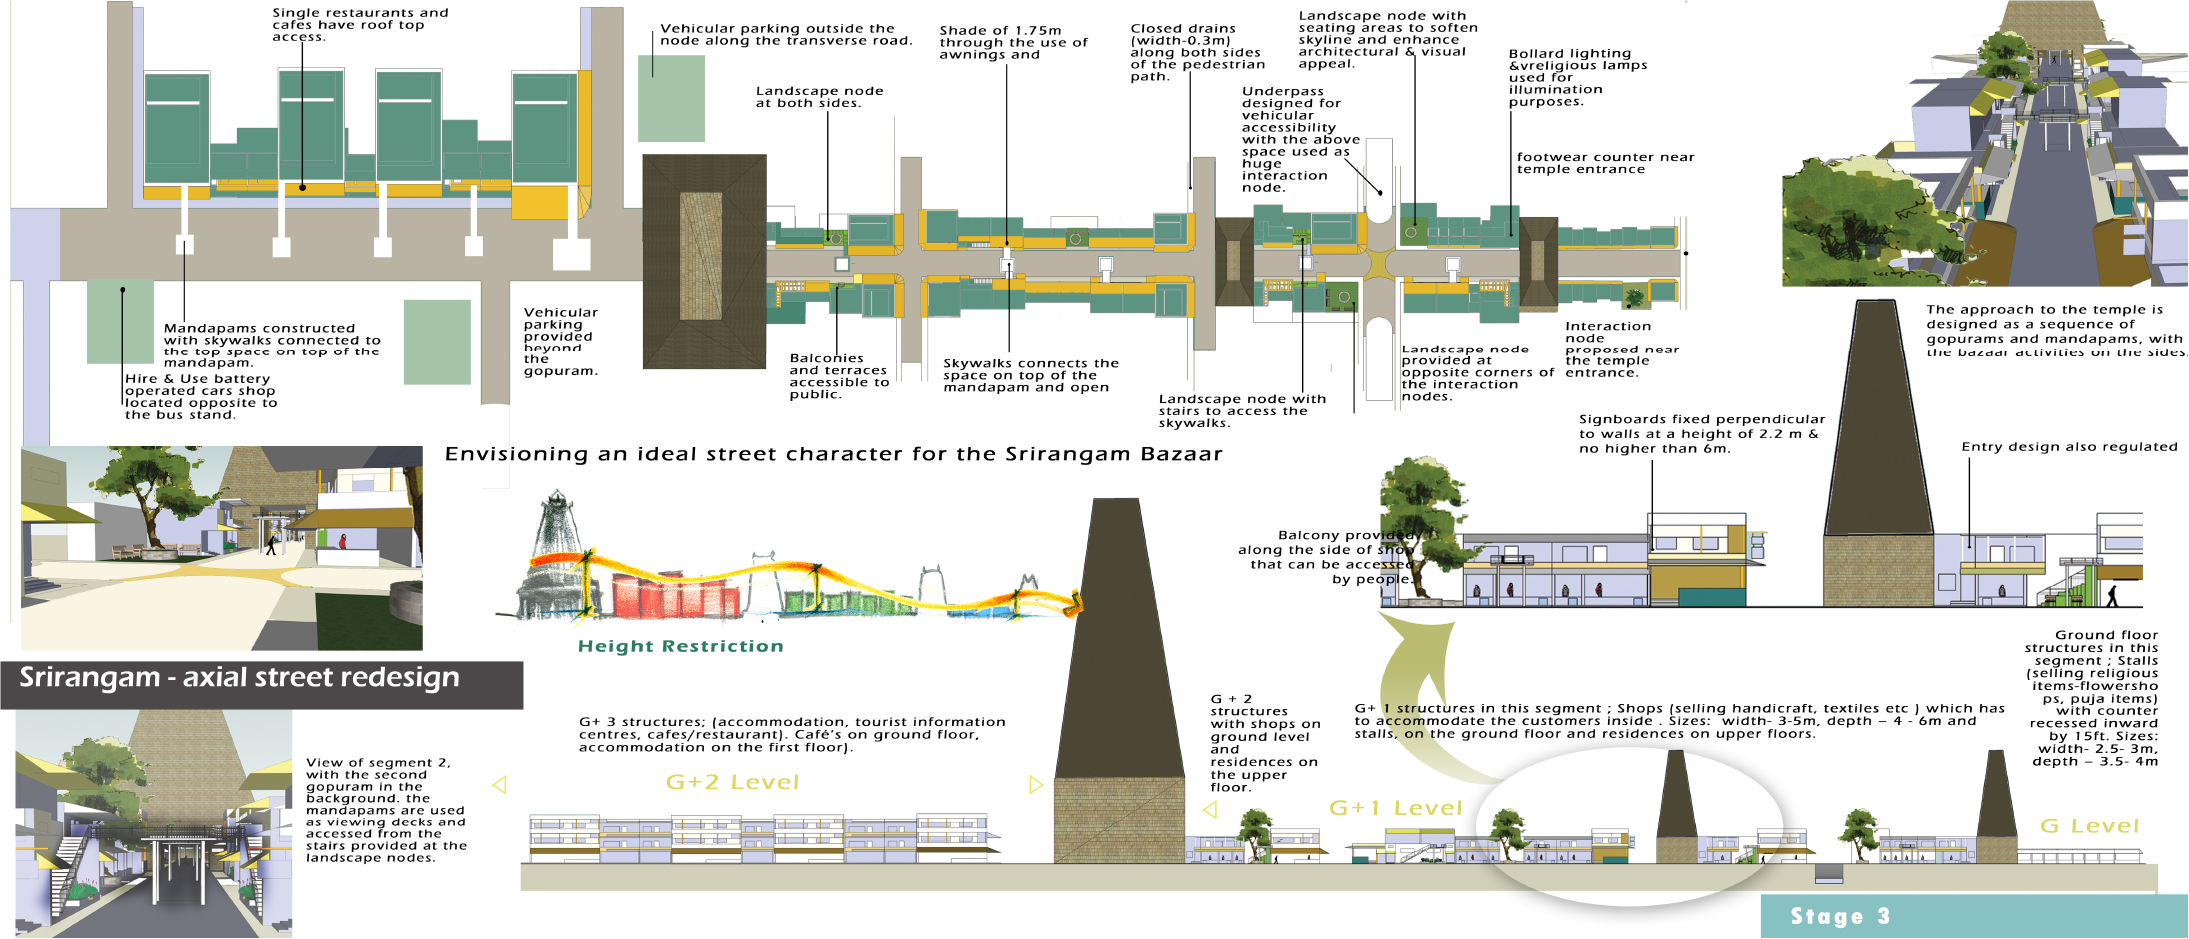 Single restaurants and
cafes have roof top
access.
Vehicular parking outside the
node along the transverse road.
Landscape node
at both sides.
Shade of 1.75m
through the use of
awnings and
Closed drains
(width-0.3m)
along both sides
of the pedestrian
path.
Landscape node with
seating areas to soften
skyline and enhance
architectural & visual
appeal.
Underpass
designed for
vehicular
accessibility
with the above
space used as
huge
interaction
node.
Bollard lighting
&vreligious lamps
used for
illumination
purposes.
footwear counter near
temple entrance
Mandapams constructed
with skywalks connected to
the top space on top of the
mandapam.
Hire & Use battery
operated cars shop
located opposite to
the bus stand.
Vehicular
parking
provided
beyond
the
gopuram.
Balconies
and terraces
accessible to
public.
Skywalks connects the
space on top of the
mandapam and open
Landscape node with
stairs to access the
skywalks.
Landscape node
provided at
opposite corners of
the interaction
nodes.
Interaction
node
proposed near
the temple
entrance.
The approach to the temple is
designed as a sequence of
gopurams and mandapams, with
the bazaar activities on the sides.
Envisioning an ideal street character for the Srirangam Bazaar
Signboards fixed perpendicular
to walls at a height of 2.2 m &
no higher than 6m.
Entry design also regulated
Balcony provided
along the side of shop
that can be accessed
by people.
Height Restriction
Srirangam - axial street redesign
View of segment 2,
with the second
gopuram in the
background. the
mandapams are used
as viewing decks and
accessed from the
stairs provided at the
landscape nodes.
G+ 3 structures; (accommodation, tourist information
centres, cafes/restaurant). Café's on ground floor,
accommodation on the first floor).
G+2 Level
G + 2
structures
with shops on
ground level
and
residences on
the upper
floor.
G+ 1 structures in this segment ; Shops (selling handicraft, textiles etc ) which has
to accommodate the customers inside . Sizes: width- 3-5m, depth – 4 - 6m and
stalls, on the ground floor and residences on upper floors.
G+1 Level
Ground floor
structures in this
segment ; Stalls
(selling religious
items-flowersho
ps, puja items)
with counter
recessed inward
by 15ft. Sizes:
width- 2.5- 3m,
depth – 3.5- 4m
G Level
Stage 3